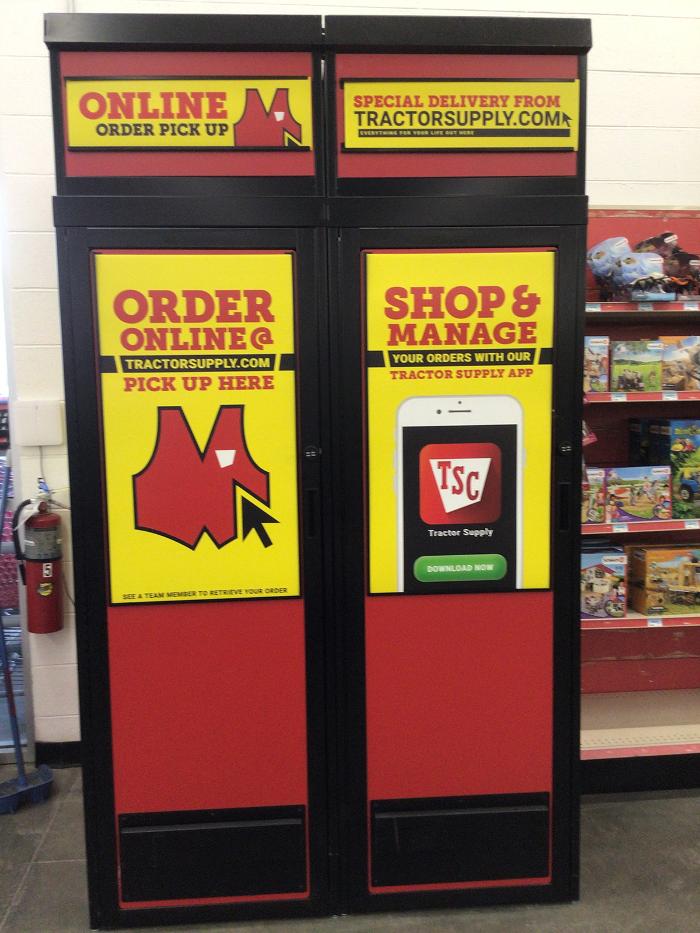 ONLINE
ORDER PICK UP
SPECIAL DELIVERY FROM
TRACTORSUPPLY.COM
EVERYTHING FOR YOUR LIFE OUT HERE
ORDER
ONLINE @
TRACTORSUPPLY.COM
PICK UP HERE
SEE A TEAM MEMBER TO RETRIEVE YOUR ORDER
SHOP &
MANAGE
YOUR ORDERS WITH OUR
TRACTOR SUPPLY APP
TSC
Tractor Supply
DOWNLOAD NOW
5